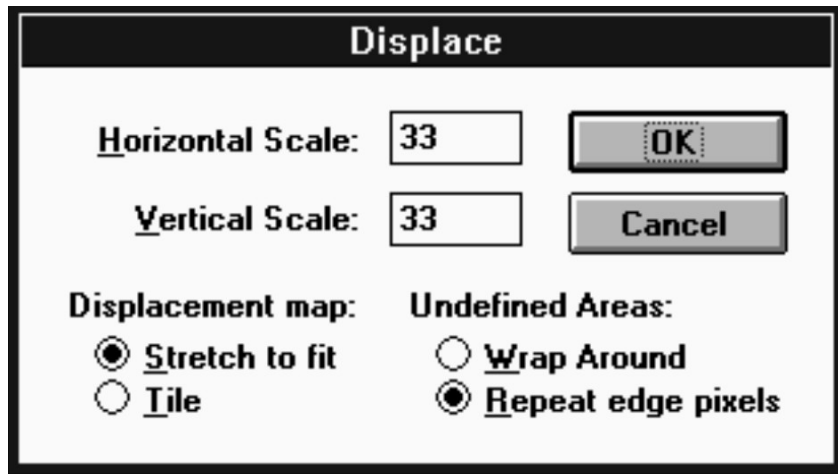 Displace
Horizontal Scale: 33 OK
Vertical Scale: 33 Cancel
Displacement map: Undefined Areas:
Stretch to fit Wrap Around
Tile Repeat edge pixels